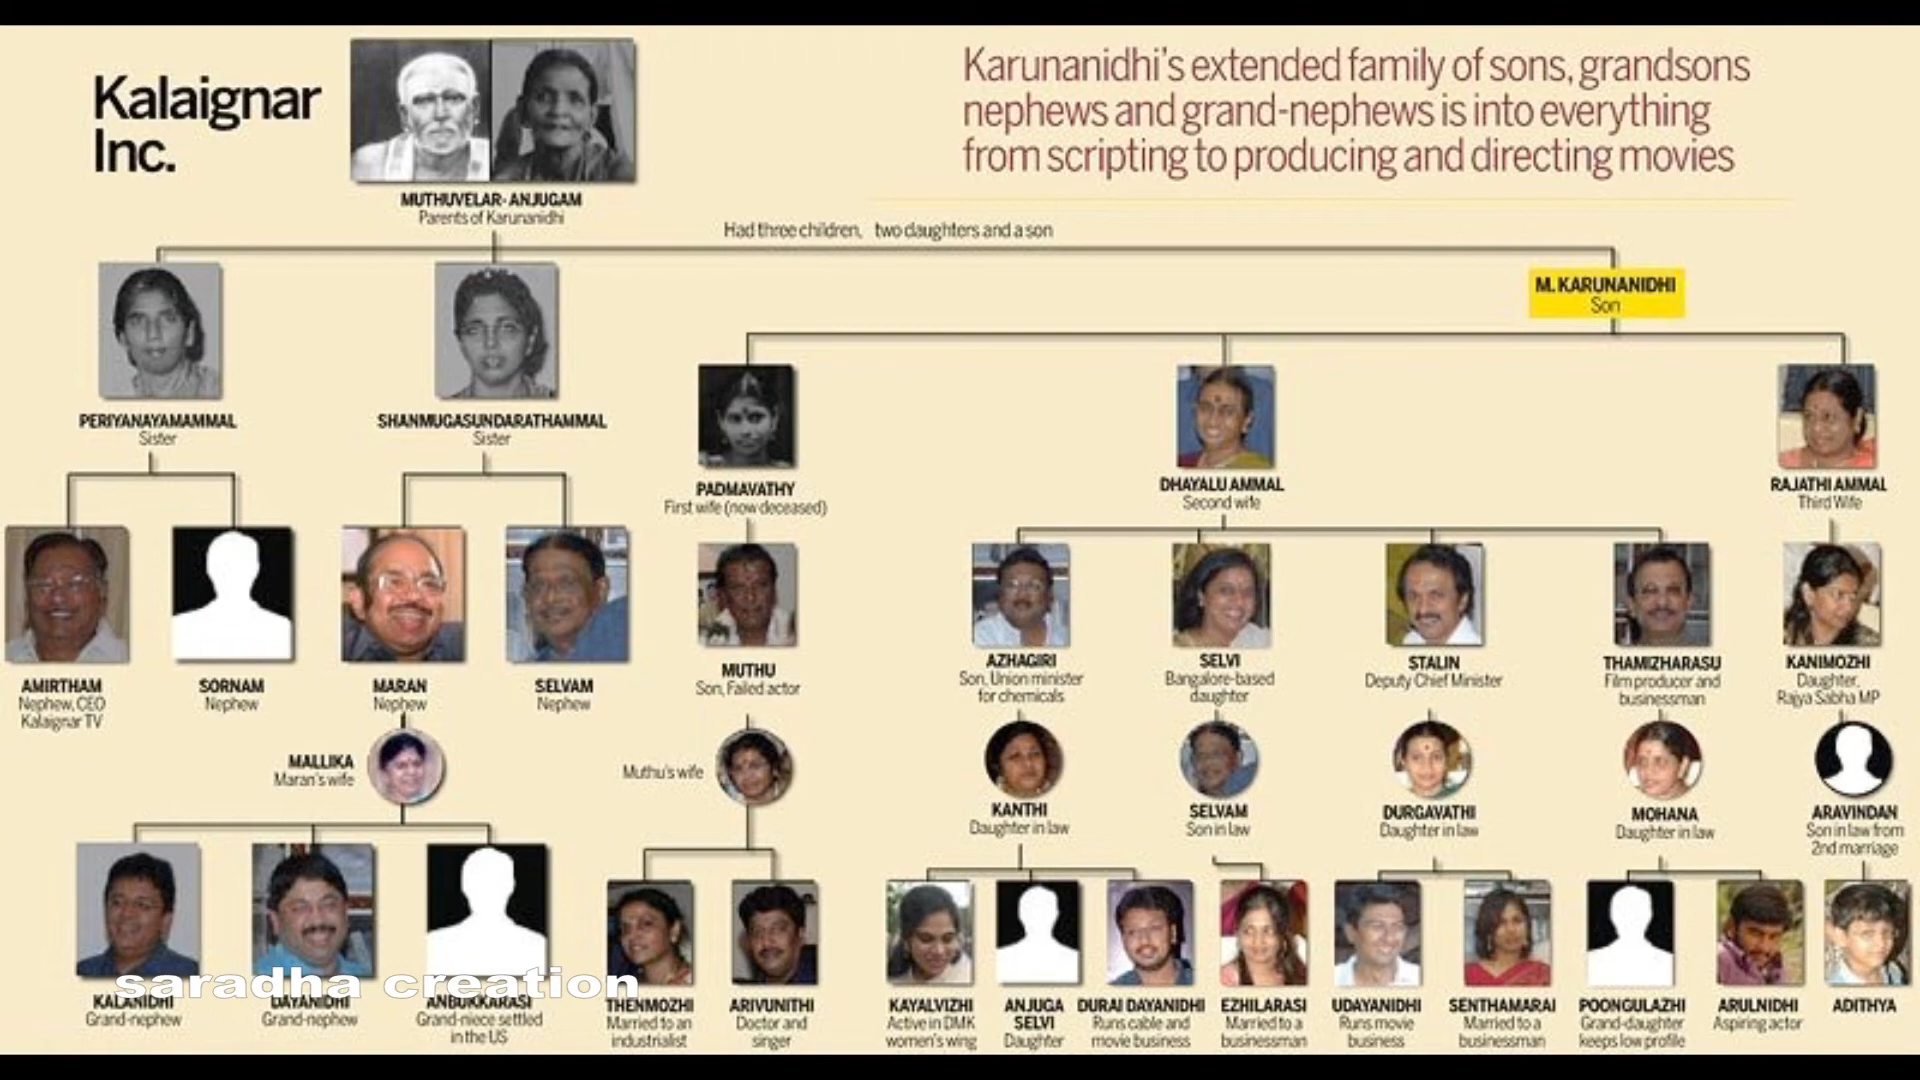 Kalaignar
Inc.
Karunanidhi's extended family of sons, grandsons
nephews and grand-nephews is into everything
from scripting to producing and directing movies
MUTHUVELAR- ANJUGAM
Parents of Karunanidhi
Had three children, two daughters and a son
M. KARUNANIDHI
Son
PERIYANAYAMAMMAL
Sister
SHANMUGASUNDARATHAMMAL
Sister
PADMAVATHY
First wife (now deceased)
DHAYALU AMMAL
Second wife
RAJATHI AMMAL
Third Wife
AMIRTHAM
Nephew, CEO
Kalaignar TV
SORNAM
Nephew
MARAN
Nephew
SELVAM
Nephew
MUTHU
Son, Failed actor
AZHAGIRI
Son, Union minister
for chemicals
SELVI
Bangalore-based
daughter
STALIN
Deputy Chief Minister
THAMIZHARASU
Film producer and
businessman
KANIMOZHI
Daughter,
Rajya Sabha MP
MALLIKA
Maran's wife
Muthu's wife
KANTHI
Daughter in law
SELVAM
Son in law
DURGAVATHI
Daughter in law
MOHANA
Daughter in law
ARAVINDAN
Son in law from
2nd marriage
saradha creation
KALANIDHI
Grand-nephew
DAYANIDHI
Grand-nephew
ANBUKKARASI
Grand-niece settled
in the US
THENMOZHI
Married to an
industrialist
ARIVUNITHI
Doctor and
singer
KAYALVIZHI
Active in DMK
women's wing
ANJUGA
SELVI
Daughter
DURAI DAYANIDHI
Runs cable and
movie business
EZHILARASI
Married to a
businessman
UDAYANIDHI
Runs movie
business
SENTHAMARAI
Married to a
businessman
POONGULAZHI
Grand-daughter
keeps low profile
ARULNIDHI
Aspiring actor
ADITHYA